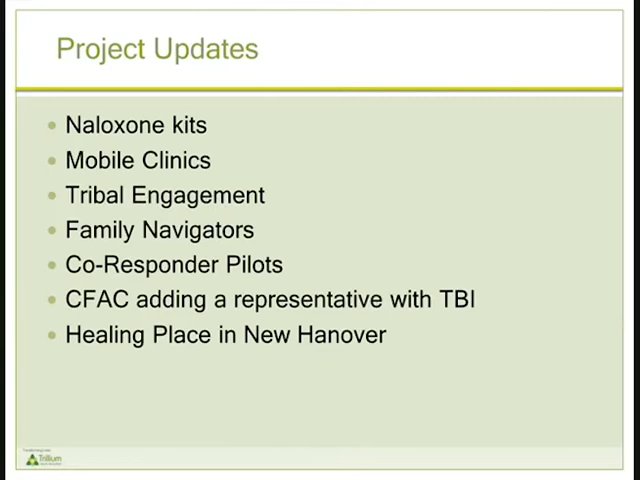 Project Updates
Naloxone kits
Mobile Clinics
Tribal Engagement
Family Navigators
Co-Responder Pilots
CFAC adding a representative with TBI
Healing Place in New Hanover
Trillium